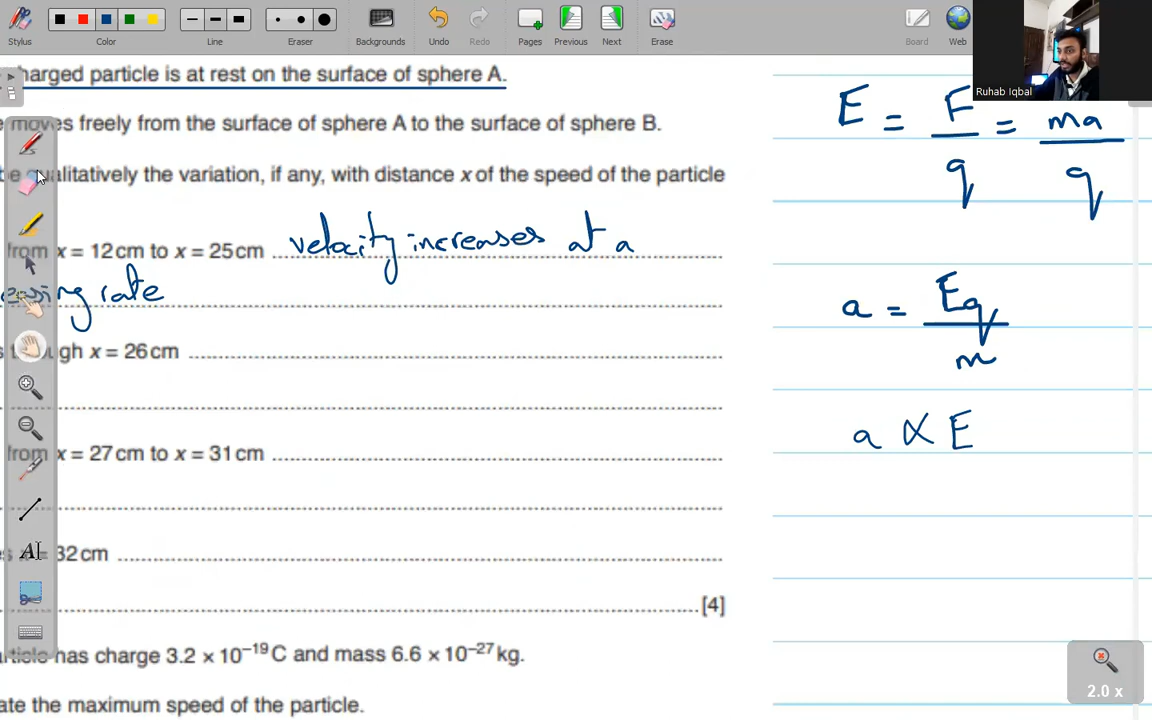 Stylus
Color
Line
Eraser
Backgrounds
Undo
Redo
Pages
Previous
Next
Erase
Board
Web
Ruhab Iqbal
harged particle is at rest on the surface of sphere A.
moves freely from the surface of sphere A to the surface of sphere B.
qualitatively the variation, if any, with distance x of the speed of the particle
from x = 12 cm to x = 25 cm velocity increases at a
rate
ugh x = 26 cm
from x = 27 cm to x = 31 cm
32 cm
[4]
has charge 3.2 × 10⁻¹⁹ C and mass 6.6 × 10⁻²⁷ kg.
ate the maximum speed of the particle.
E = F/q = ma/q
a = Eq/m
a ∝ E
2.0 x